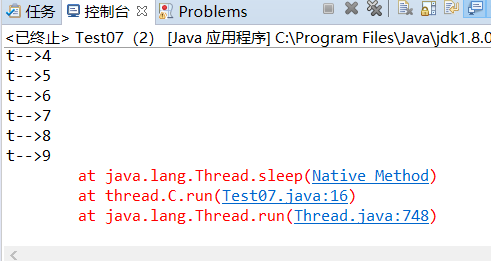 任务 控制台 Problems
<已终止> Test07（2） [Java 应用程序] C:\Program Files\Java\jdk1.8.0
t-->4
t-->5
t-->6
t-->7
t-->8
t-->9
at java.lang.Thread.sleep(Native Method)
at thread.C.run(Test07.java:16)
at java.lang.Thread.run(Thread.java:748)